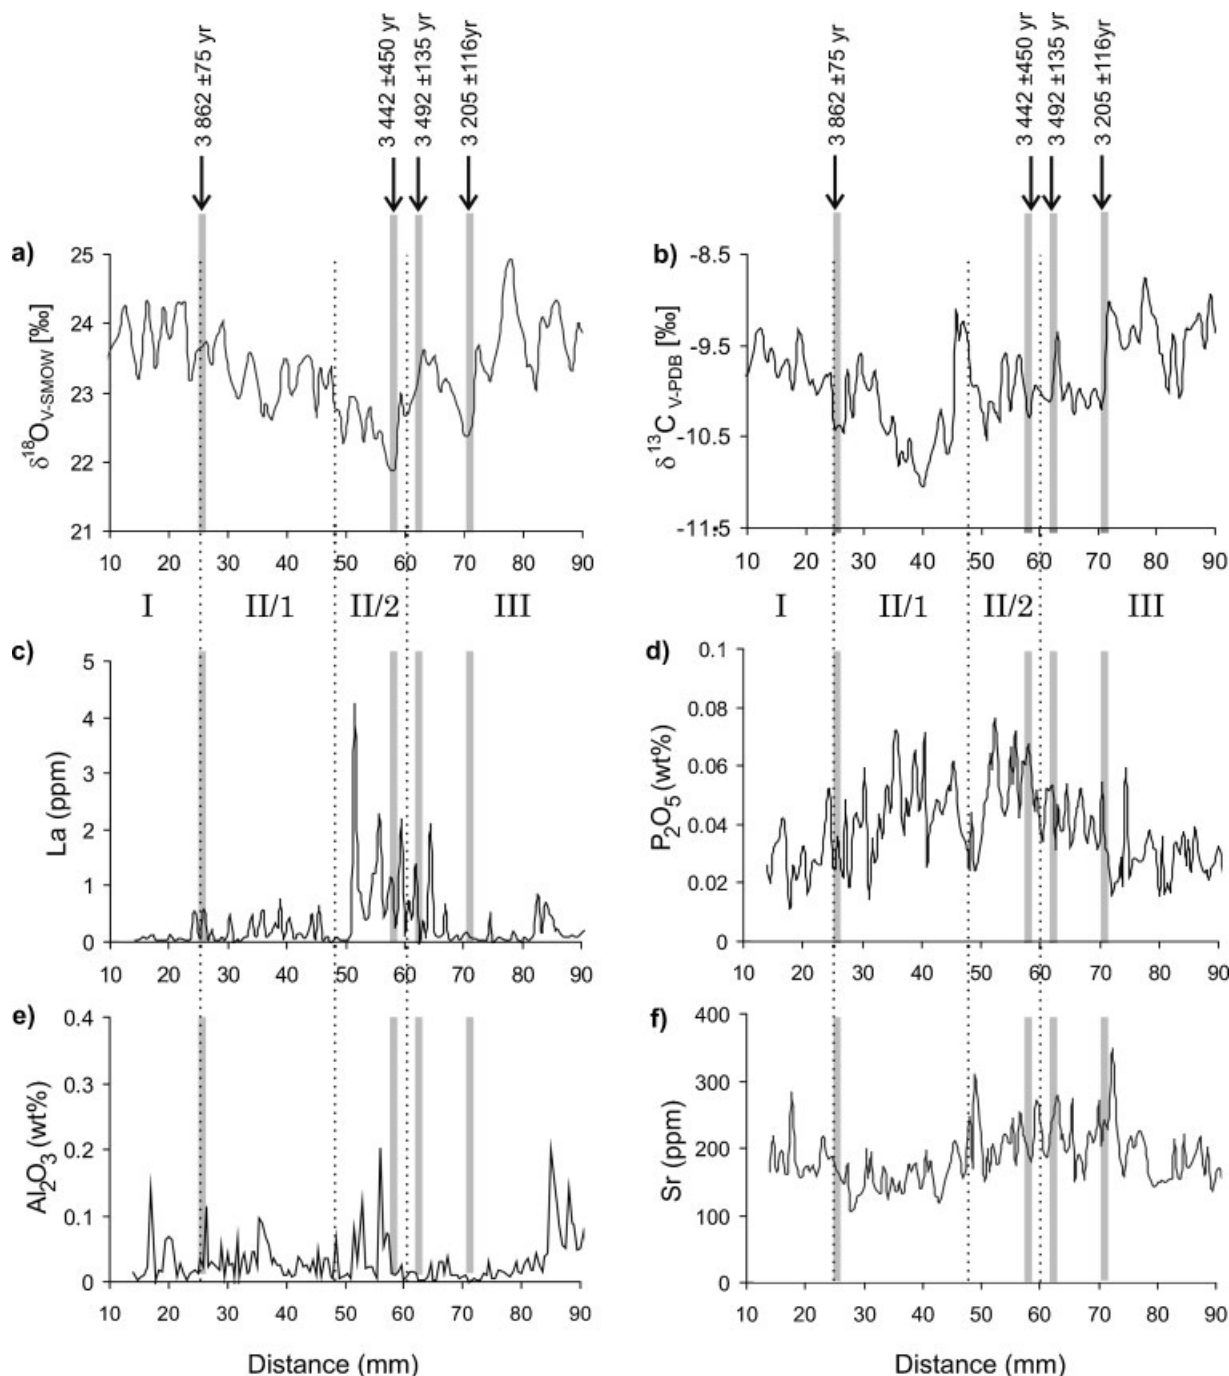 3 862 ±75 yr
3 442 ±450 yr
3 492 ±135 yr
3 205 ±116yr
3 862 ±75 yr
3 442 ±450 yr
3 492 ±135 yr
3 205 ±116yr
a)
δ18OV-SMOW [‰]
25
24
23
22
21
10 20 30 40 50 60 70 80 90
b)
δ13C V-PDB [‰]
-8.5
-9.5
-10.5
-11.5
10 20 30 40 50 60 70 80 90
I II/1 II/2 III
I II/1 II/2 III
c)
La (ppm)
5
4
3
2
1
0
10 20 30 40 50 60 70 80 90
d)
P2O5 (wt%)
0.1
0.08
0.06
0.04
0.02
0
10 20 30 40 50 60 70 80 90
e)
Al2O3 (wt%)
0.4
0.3
0.2
0.1
0
10 20 30 40 50 60 70 80 90
Distance (mm)
f)
Sr (ppm)
400
300
200
100
0
10 20 30 40 50 60 70 80 90
Distance (mm)